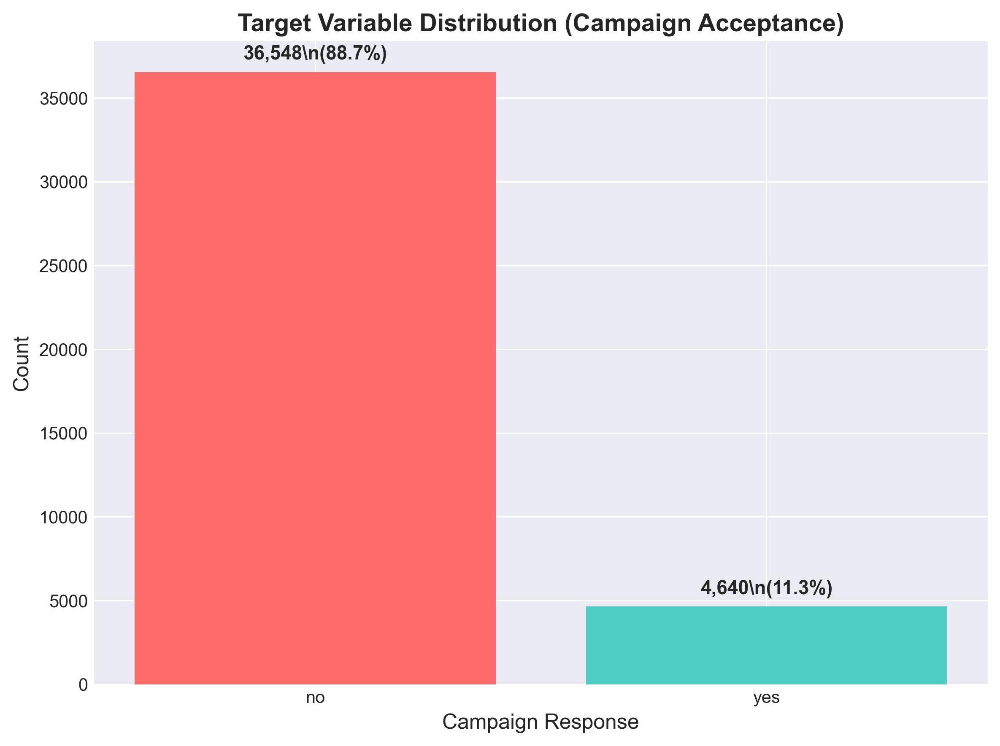 Target Variable Distribution (Campaign Acceptance)
36,548\n(88.7%)
35000
30000
25000
20000
15000
10000
5000
0
Count
4,640\n(11.3%)
no
yes
Campaign Response